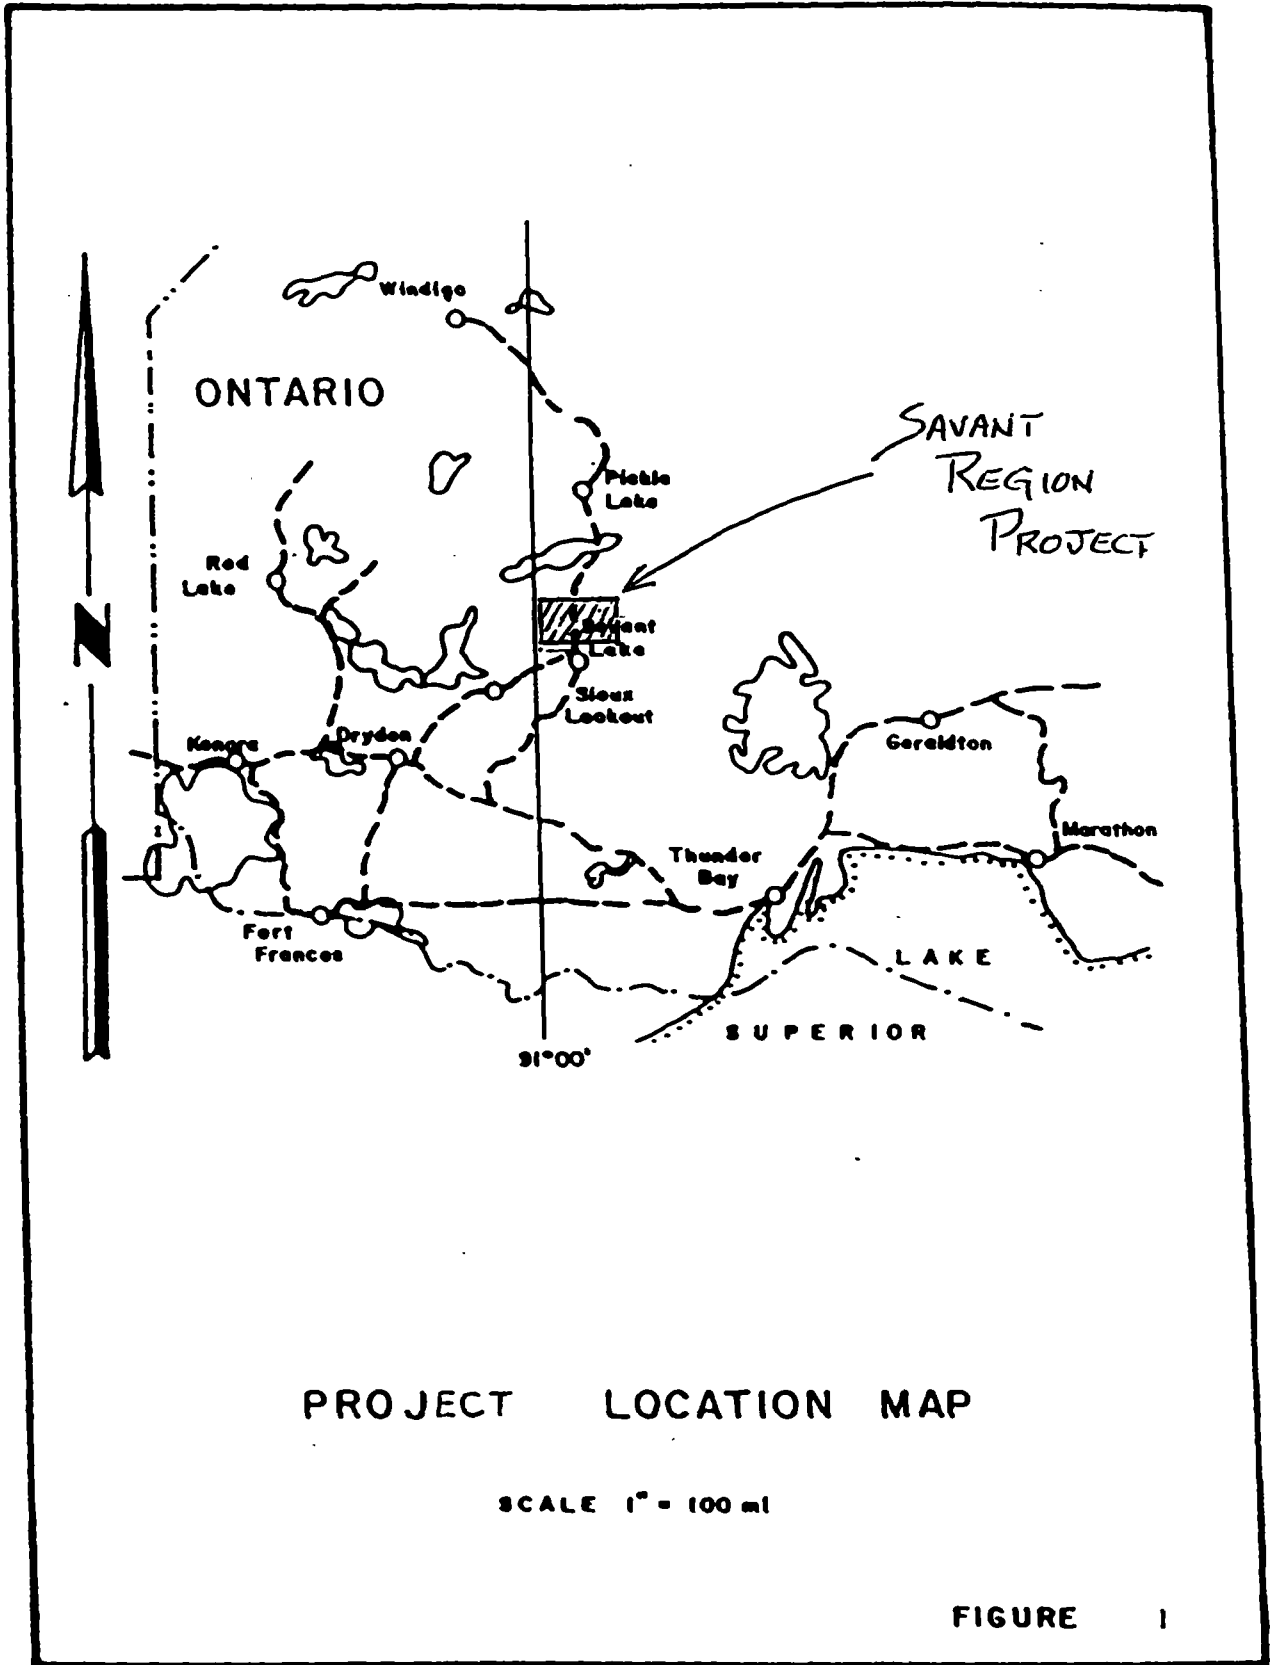 Windigo
ONTARIO
SAVANT
REGION
PROJECT
Pickle
Lake
Red
Lake
N
Savant
Lake
Sioux
Lookout
Kenora
Dryden
Geraldton
Marathon
Thunder
Bay
Fort
Frances
LAKE
SUPERIOR
91°00'
PROJECT LOCATION MAP
SCALE 1" = 100 mi
FIGURE 1